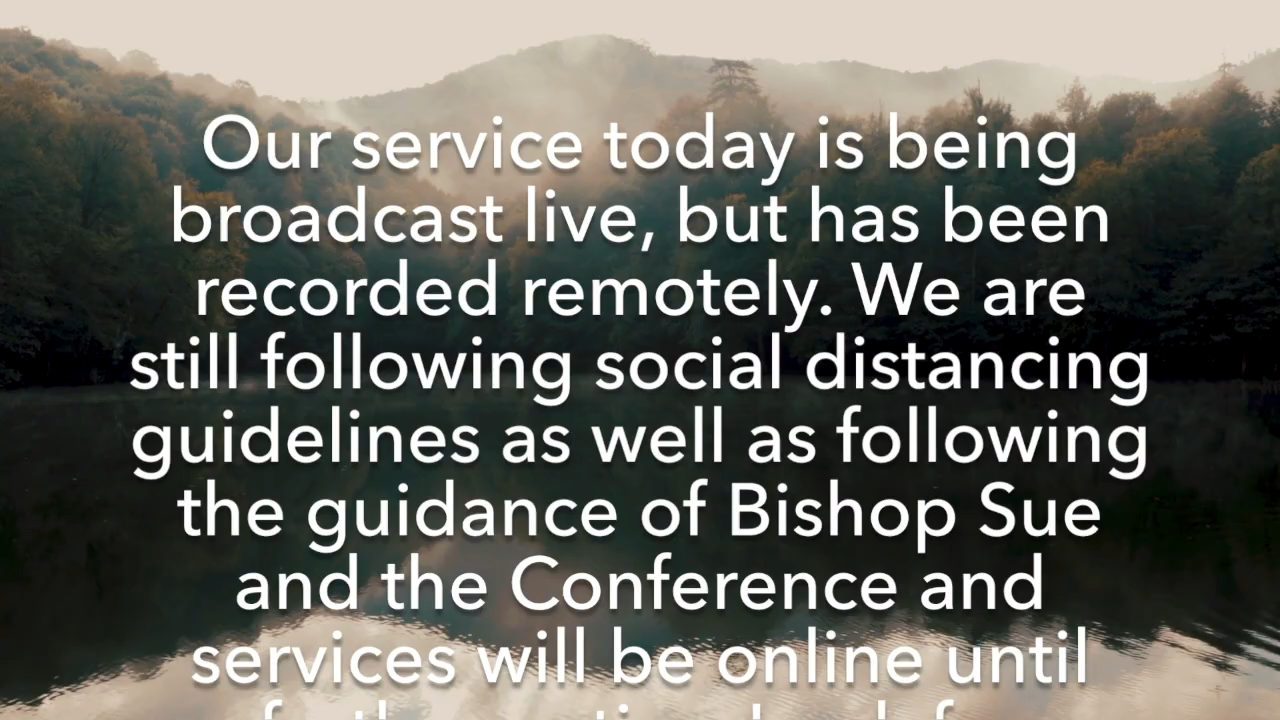 Our service today is being
broadcast live, but has been
recorded remotely. We are
still following social distancing
guidelines as well as following
the guidance of Bishop Sue
and the Conference and
services will be online until